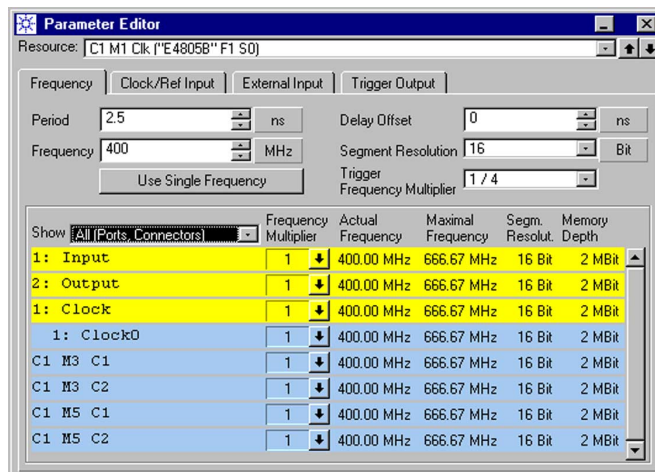 Parameter Editor
Resource: C1 M1 Clk ("E4805B" F1 S0)
Frequency Clock/Ref Input External Input Trigger Output
Period 2.5 ns Delay Offset 0 ns
Frequency 400 MHz Segment Resolution 16 Bit
Use Single Frequency Trigger Frequency Multiplier 1 / 4
Show All (Ports, Connectors) Frequency Multiplier Actual Frequency Maximal Frequency Segm. Resolut. Memory Depth
1: Input 1 400.00 MHz 666.67 MHz 16 Bit 2 MBit
2: Output 1 400.00 MHz 666.67 MHz 16 Bit 2 MBit
1: Clock 1 400.00 MHz 666.67 MHz 16 Bit 2 MBit
1: Clock0 1 400.00 MHz 666.67 MHz 16 Bit 2 MBit
C1 M3 C1 1 400.00 MHz 666.67 MHz 16 Bit 2 MBit
C1 M3 C2 1 400.00 MHz 666.67 MHz 16 Bit 2 MBit
C1 M5 C1 1 400.00 MHz 666.67 MHz 16 Bit 2 MBit
C1 M5 C2 1 400.00 MHz 666.67 MHz 16 Bit 2 MBit